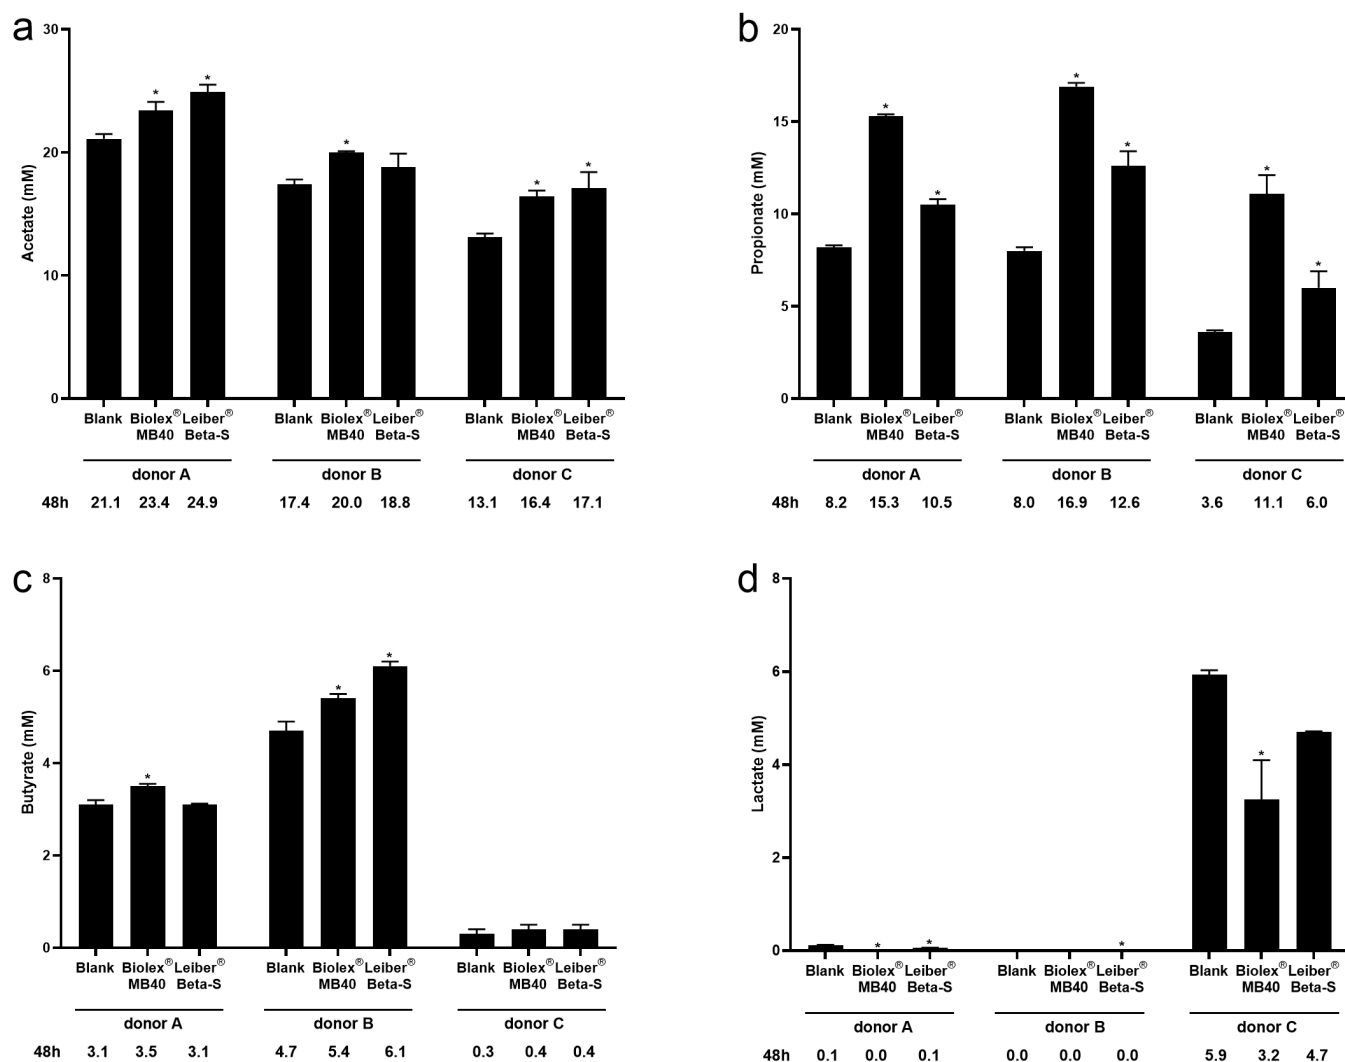 a
30
20
10
0
Acetate (mM)
* * * * *
Blank Biolex® Leiber® Blank Biolex® Leiber® Blank Biolex® Leiber®
MB40 Beta-S MB40 Beta-S MB40 Beta-S
donor A donor B donor C
48h 21.1 23.4 24.9 17.4 20.0 18.8 13.1 16.4 17.1
b
20
15
10
5
0
Propionate (mM)
* * * * * *
Blank Biolex® Leiber® Blank Biolex® Leiber® Blank Biolex® Leiber®
MB40 Beta-S MB40 Beta-S MB40 Beta-S
donor A donor B donor C
48h 8.2 15.3 10.5 8.0 16.9 12.6 3.6 11.1 6.0
c
8
6
4
2
0
Butyrate (mM)
* * *
Blank Biolex® Leiber® Blank Biolex® Leiber® Blank Biolex® Leiber®
MB40 Beta-S MB40 Beta-S MB40 Beta-S
donor A donor B donor C
48h 3.1 3.5 3.1 4.7 5.4 6.1 0.3 0.4 0.4
d
8
6
4
2
0
Lactate (mM)
* * * *
Blank Biolex® Leiber® Blank Biolex® Leiber® Blank Biolex® Leiber®
MB40 Beta-S MB40 Beta-S MB40 Beta-S
donor A donor B donor C
48h 0.1 0.0 0.1 0.0 0.0 0.0 5.9 3.2 4.7